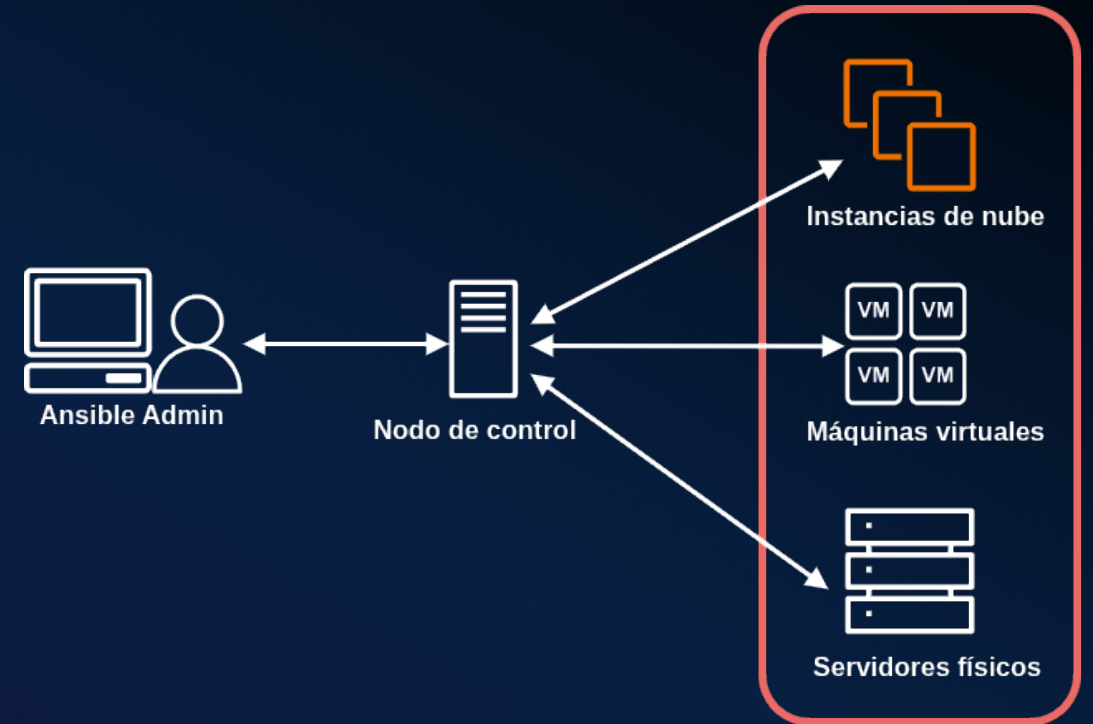 Ansible Admin
Nodo de control
Instancias de nube
VM VM
VM VM
Máquinas virtuales
Servidores físicos